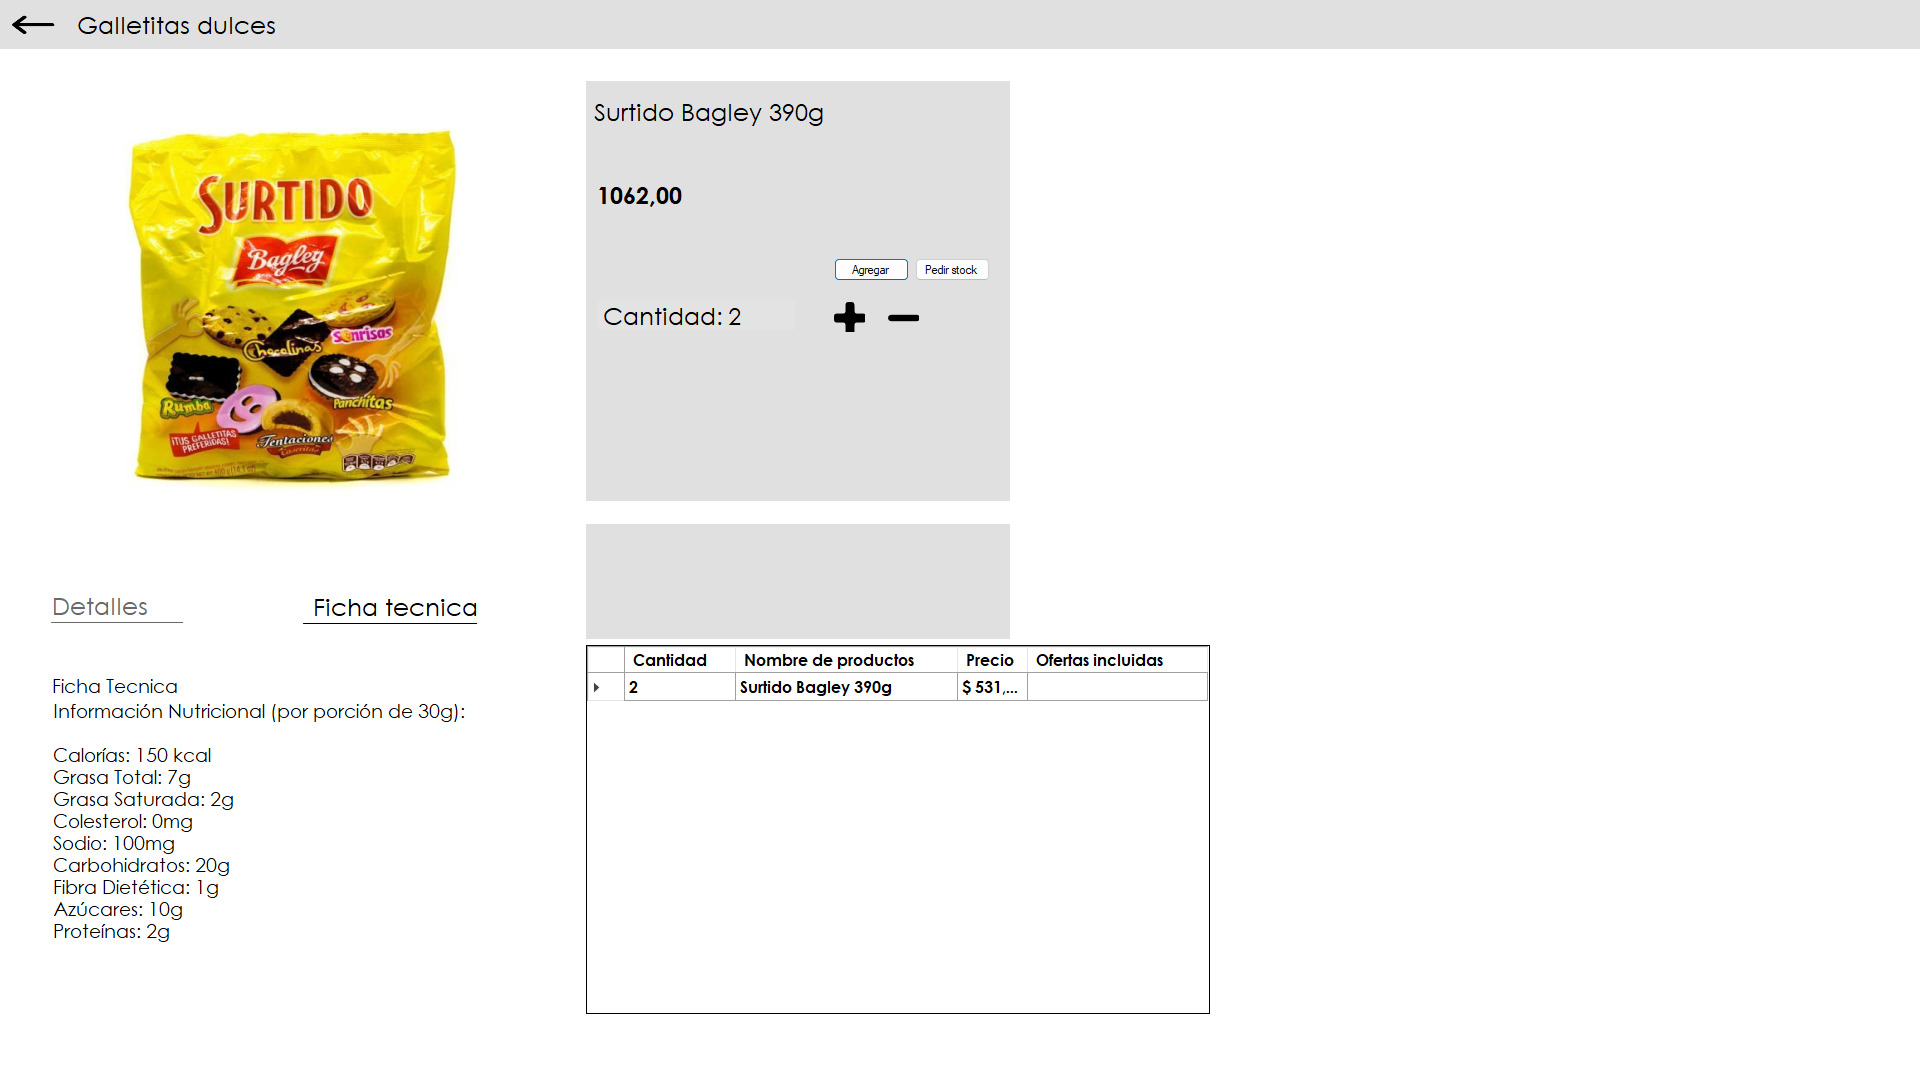 Galletitas dulces
SURTIDO
Bagley
Sonrisas
Chocolinas
Rumba
Panchitas
¡TUS GALLETITAS
PREFERIDAS!
Tentaciones
Surtido Bagley 390g
1062,00
Agregar
Pedir stock
Cantidad: 2
Detalles
Ficha tecnica
Ficha Tecnica
Información Nutricional (por porción de 30g):
Calorías: 150 kcal
Grasa Total: 7g
Grasa Saturada: 2g
Colesterol: 0mg
Sodio: 100mg
Carbohidratos: 20g
Fibra Dietética: 1g
Azúcares: 10g
Proteínas: 2g
Cantidad Nombre de productos Precio Ofertas incluidas
2 Surtido Bagley 390g $ 531,...